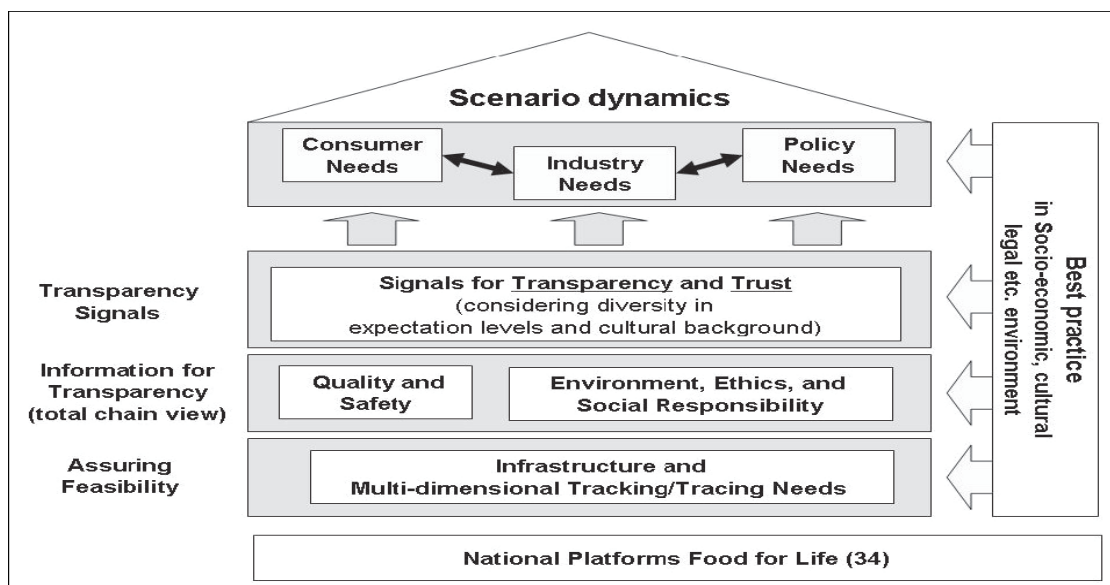 Scenario dynamics
Consumer
Needs
Industry
Needs
Policy
Needs
Transparency
Signals
Signals for Transparency and Trust
(considering diversity in
expectation levels and cultural background)
Information for
Transparency
(total chain view)
Quality and
Safety
Environment, Ethics, and
Social Responsibility
Assuring
Feasibility
Infrastructure and
Multi-dimensional Tracking/Tracing Needs
Best practice
in Socio-economic, cultural
legal etc. environment
National Platforms Food for Life (34)